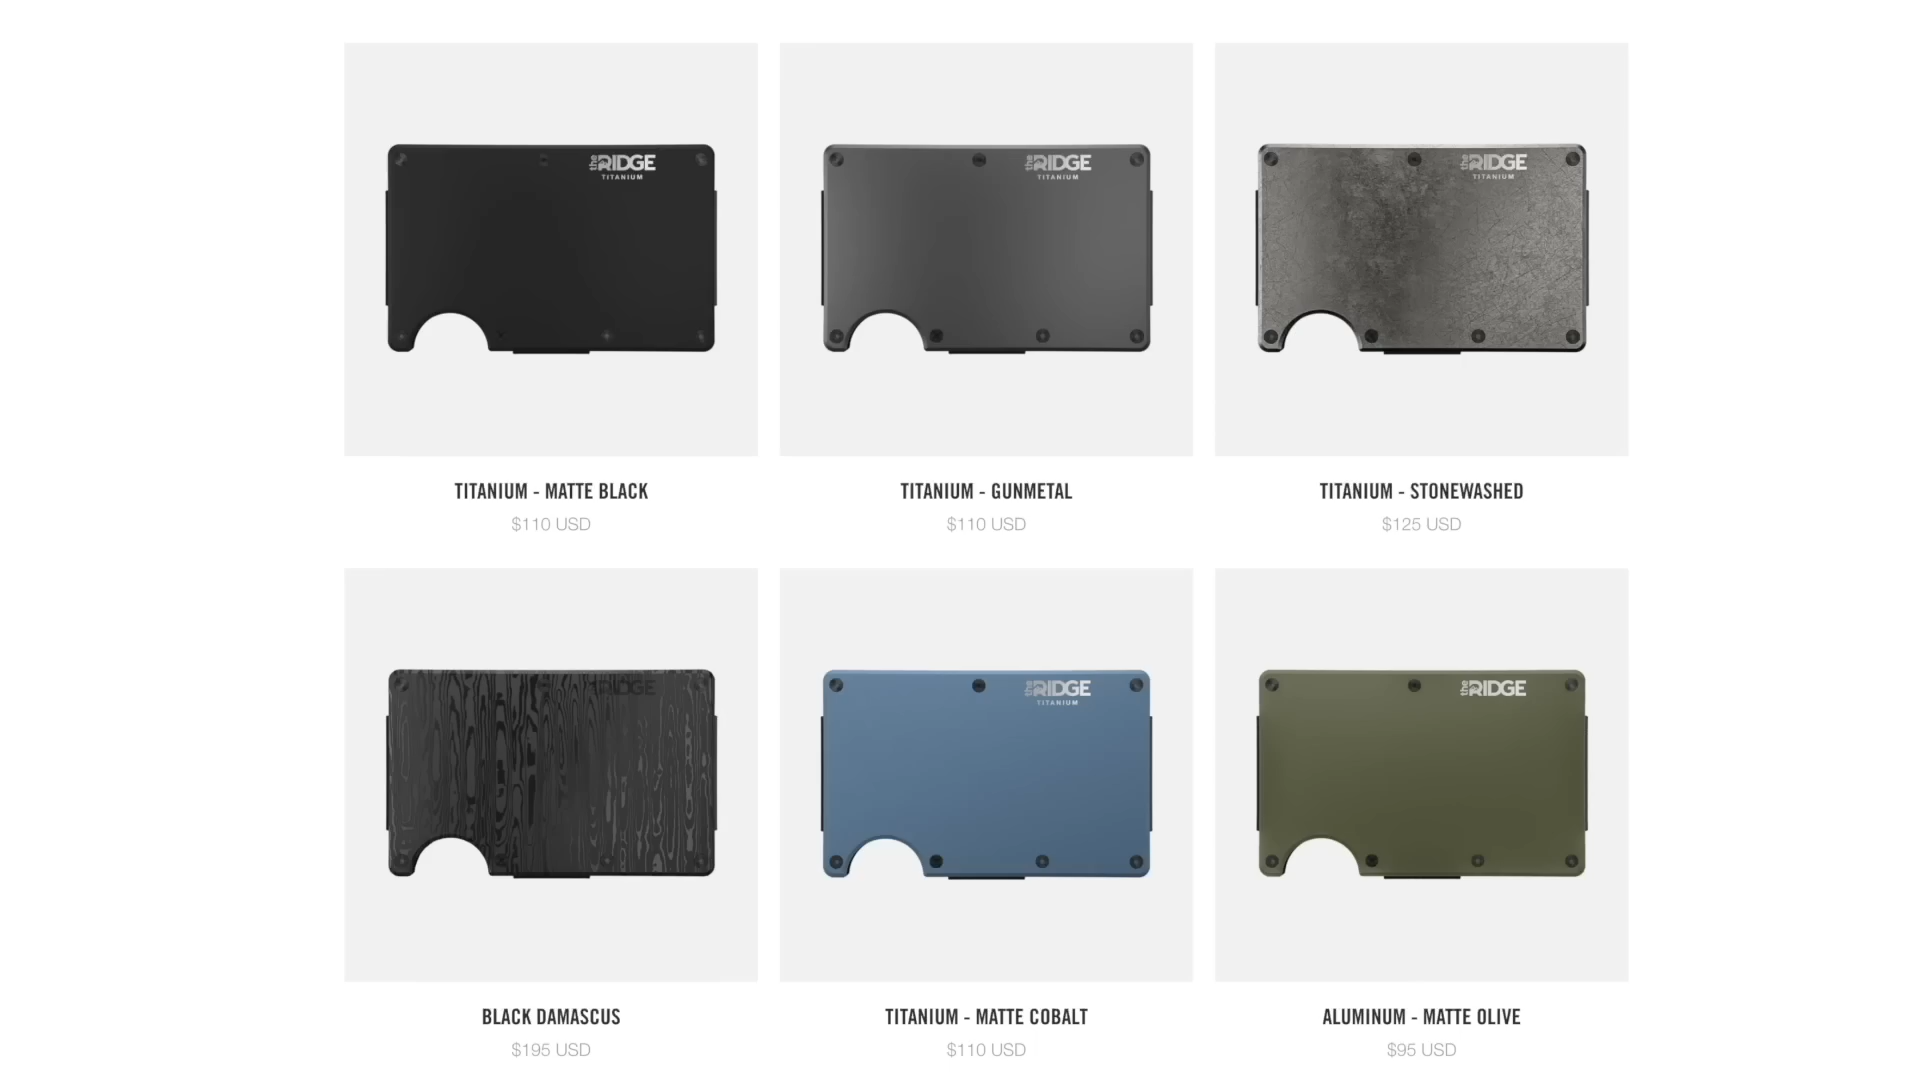 the RIDGE
TITANIUM
the RIDGE
TITANIUM
the RIDGE
TITANIUM
TITANIUM - MATTE BLACK
$110 USD
TITANIUM - GUNMETAL
$110 USD
TITANIUM - STONEWASHED
$125 USD
the RIDGE
the RIDGE
TITANIUM
the RIDGE
BLACK DAMASCUS
$195 USD
TITANIUM - MATTE COBALT
$110 USD
ALUMINUM - MATTE OLIVE
$95 USD